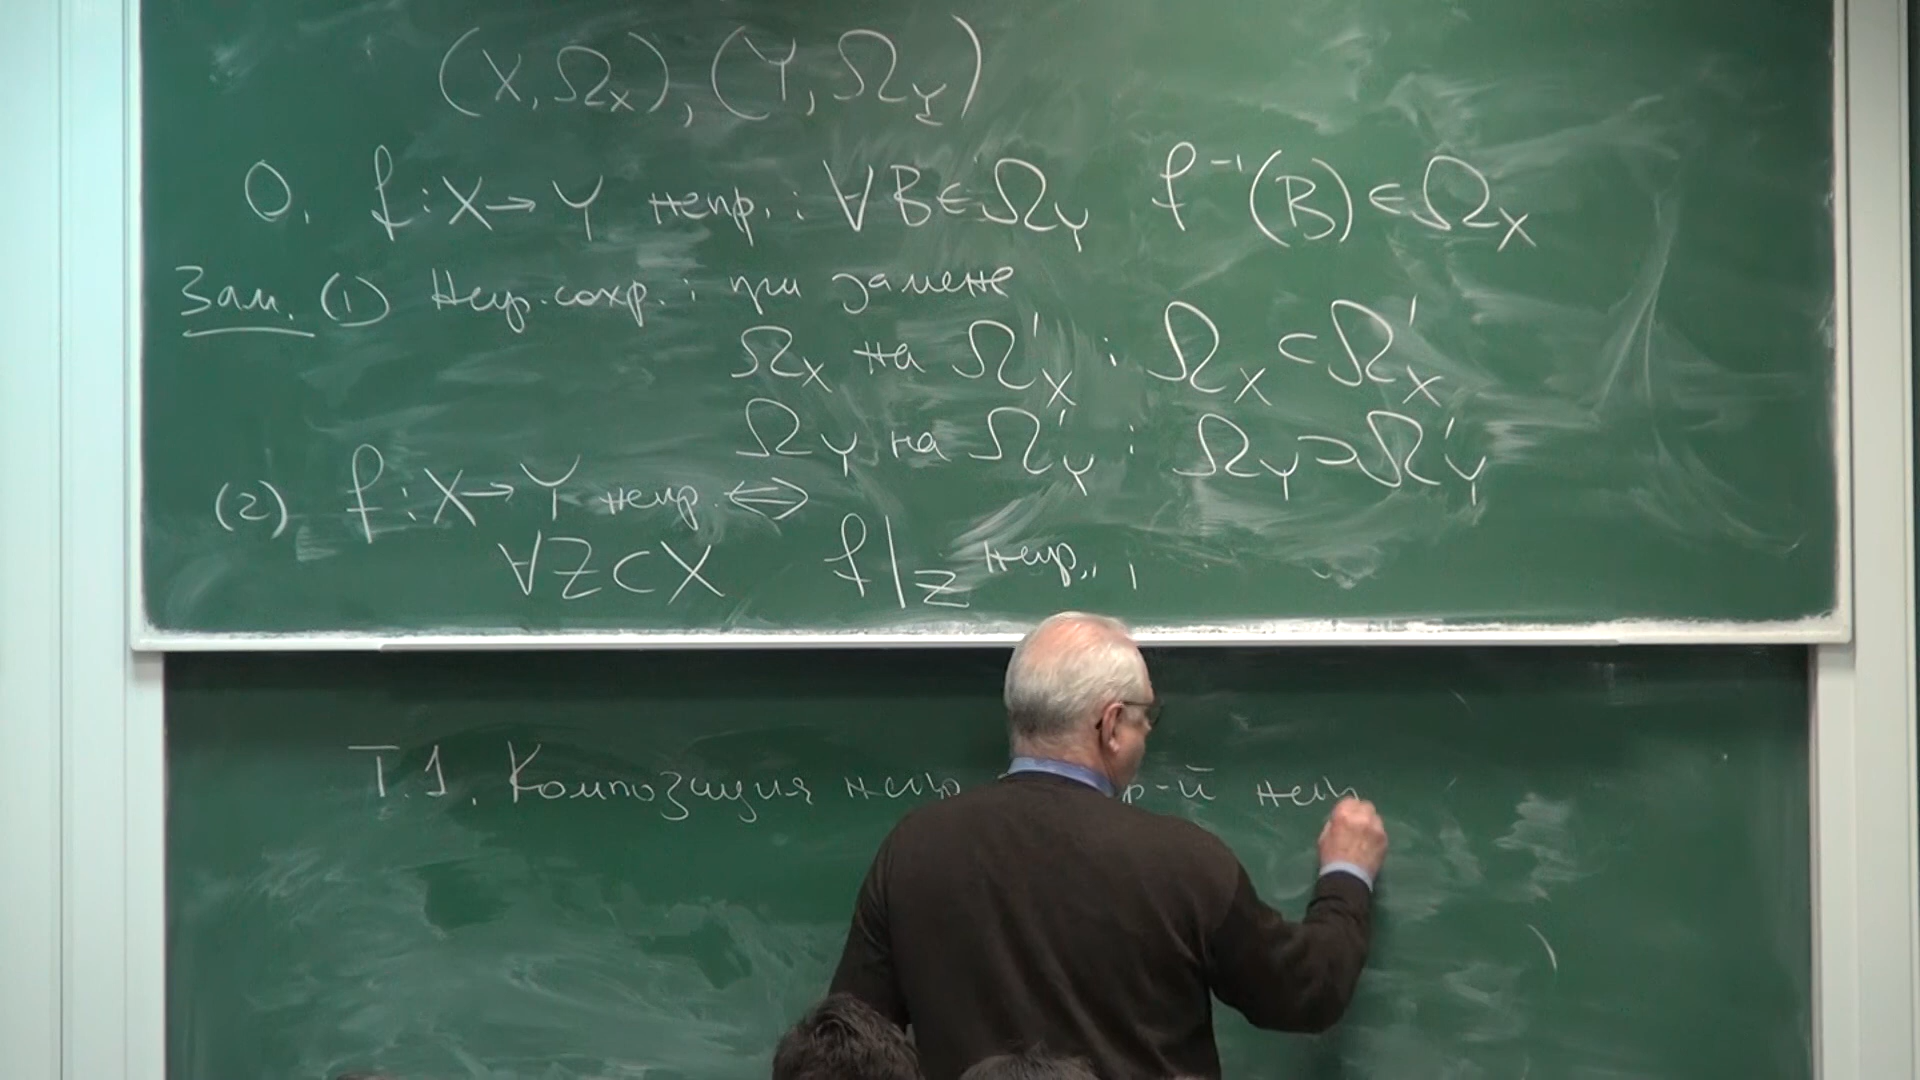 (X, Ω_X), (Y, Ω_Y)
О. f : X → Y непр. : ∀B ∈ Ω_Y f⁻¹(B) ∈ Ω_X
Зам. (1) Непр. сохр. : при замене
Ω_X на Ω'_X : Ω_X ⊂ Ω'_X
Ω_Y на Ω'_Y : Ω_Y ⊃ Ω'_Y
(2) f : X → Y непр. ⇔
∀Z ⊂ X f|_Z непр.
Т.1. Композиция непр р-й непр